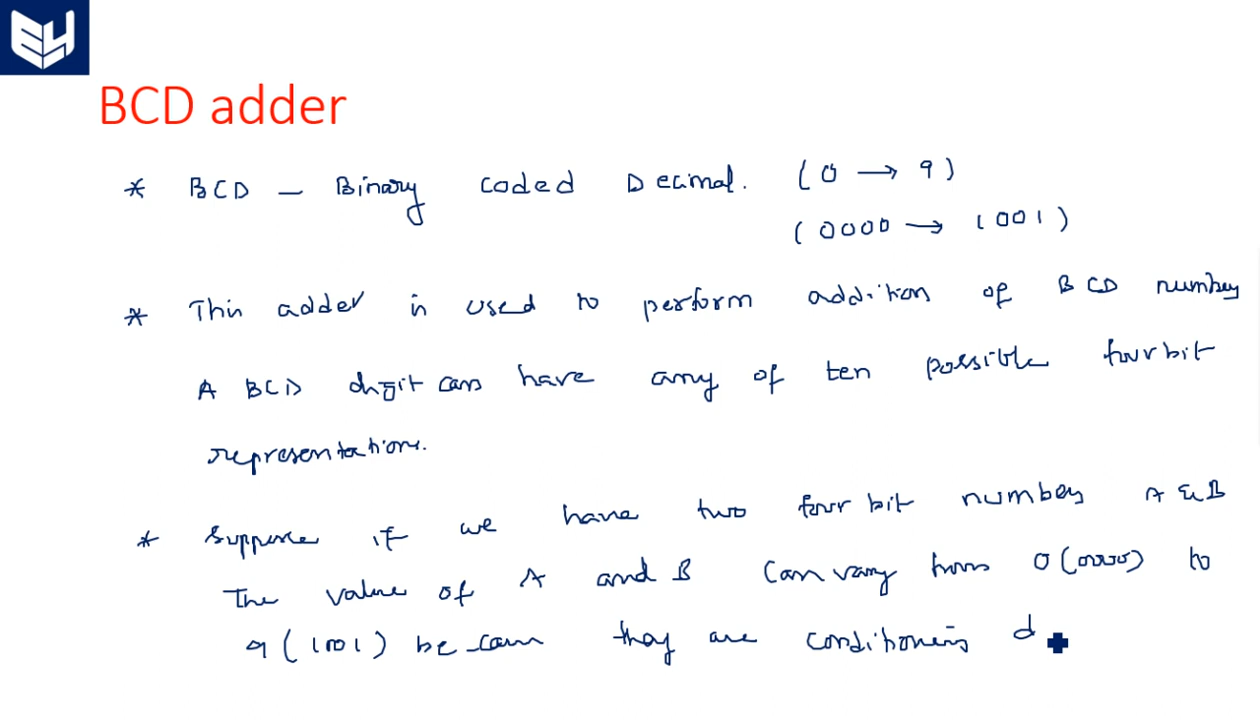 BCD adder
* BCD – Binary coded Decimal. (0 → 9)
(0000 → 1001)
* This adder is used to perform addition of BCD number
A BCD digit can have any of ten possible four bit
representations.
* Suppose if we have two four bit numbers A & B
The value of A and B can vary from 0 (0000) to
9 (1001) because they are conditioning d